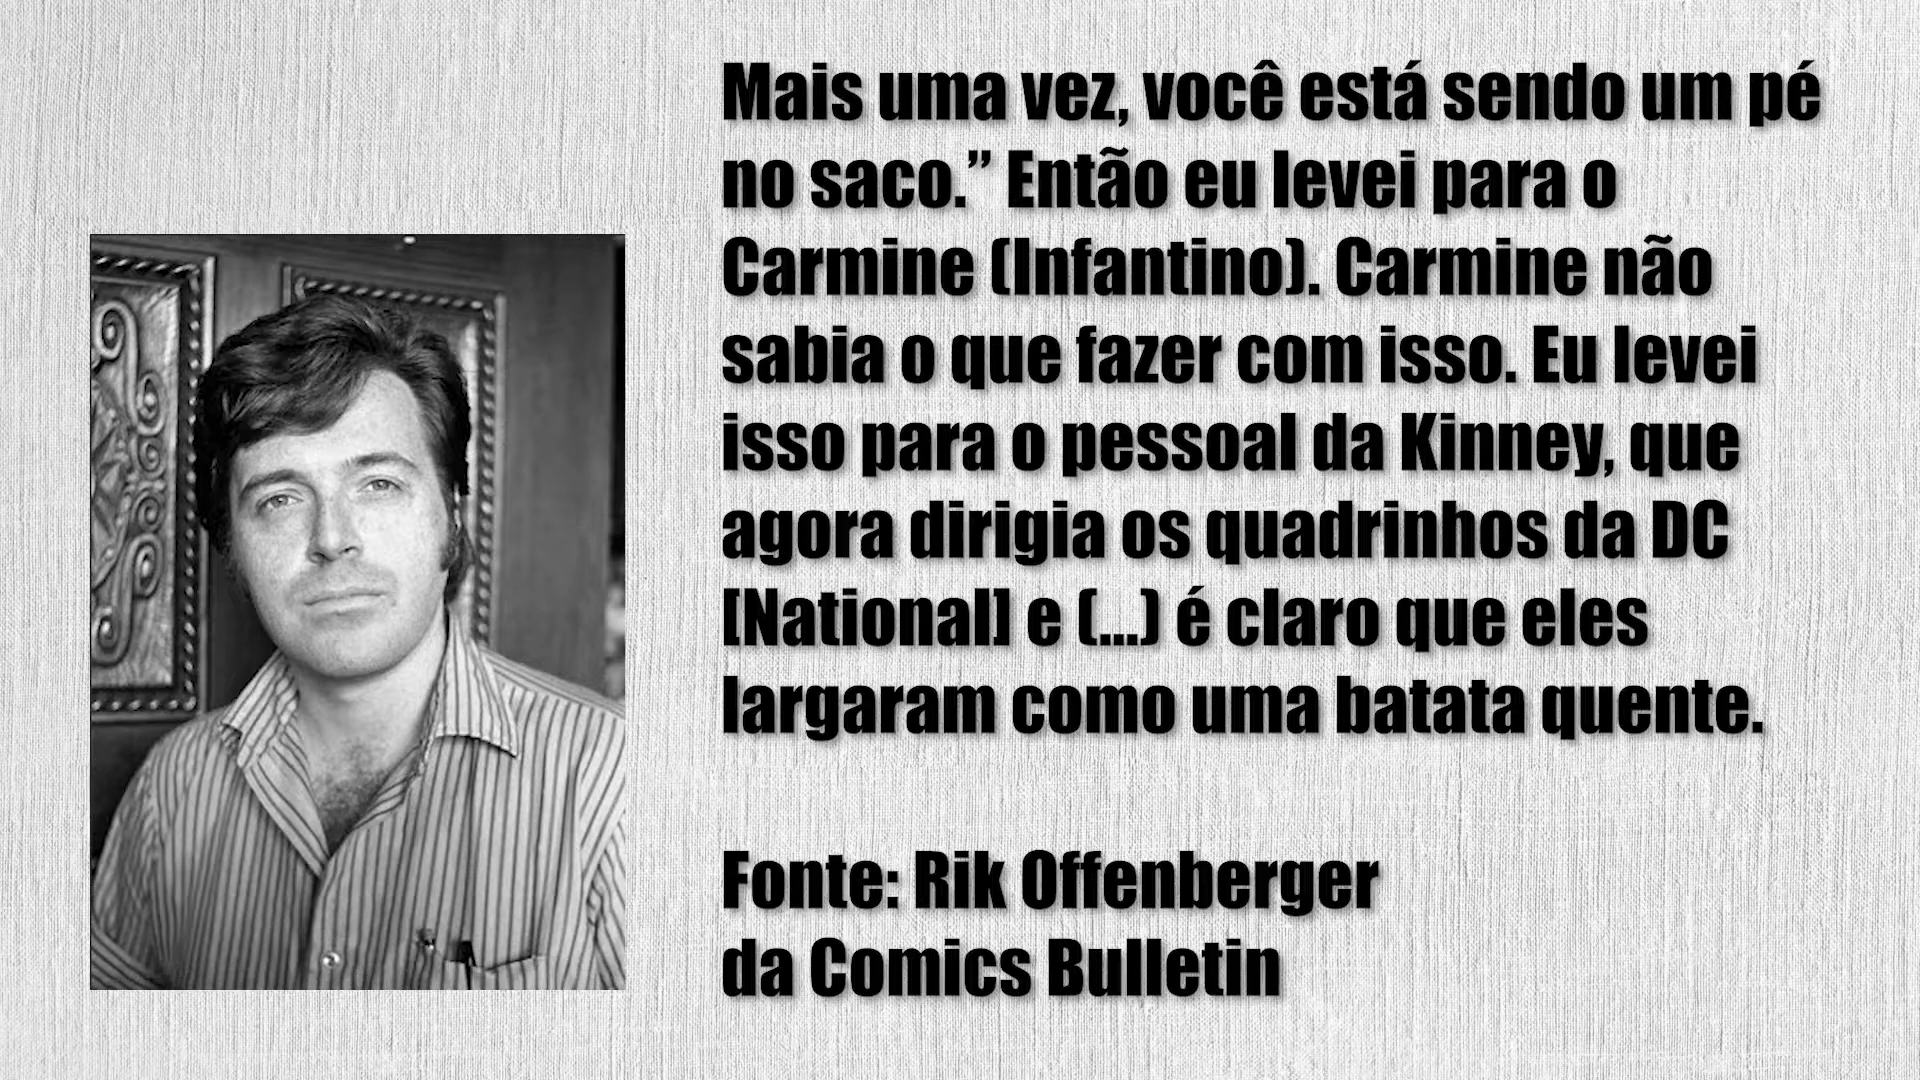 Mais uma vez, você está sendo um pé
no saco.” Então eu levei para o
Carmine (Infantino). Carmine não
sabia o que fazer com isso. Eu levei
isso para o pessoal da Kinney, que
agora dirigia os quadrinhos da DC
[National] e (...) é claro que eles
largaram como uma batata quente.
Fonte: Rik Offenberger
da Comics Bulletin